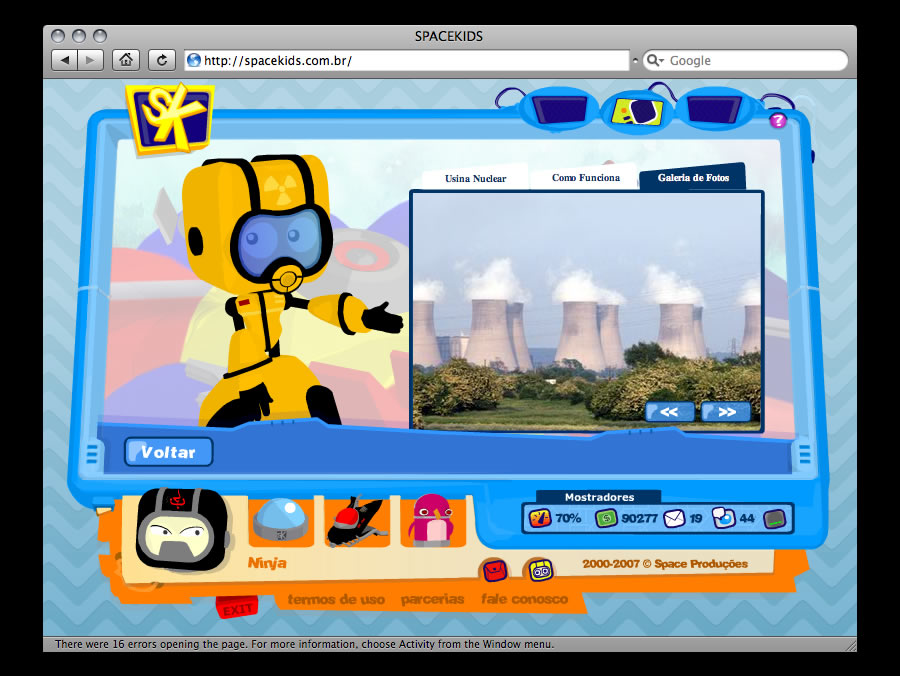 SPACEKIDS
http://spacekids.com.br/
Google
SK
?
Usina Nuclear
Como Funciona
Galeria de Fotos
<<
>>
Voltar
Mostradores
70%
90277
19
44
Ninja
2000-2007 © Space Produções
EXIT
termos de uso
parcerias
fale conosco
There were 16 errors opening the page. For more information, choose Activity from the Window menu.